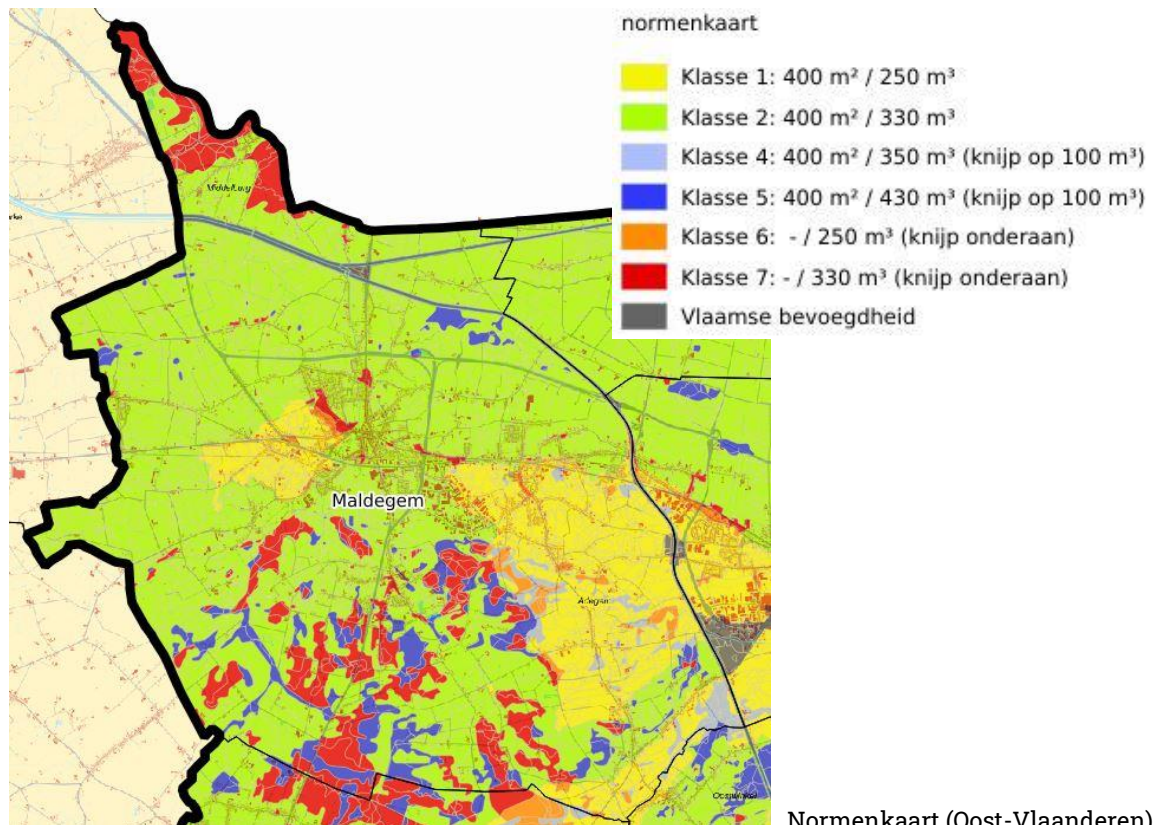 normenkaart
Klasse 1: 400 m² / 250 m³
Klasse 2: 400 m² / 330 m³
Klasse 4: 400 m² / 350 m³ (knijp op 100 m³)
Klasse 5: 400 m² / 430 m³ (knijp op 100 m³)
Klasse 6: - / 250 m³ (knijp onderaan)
Klasse 7: - / 330 m³ (knijp onderaan)
Vlaamse bevoegdheid
Middelburg
Maldegem
Adegem
Normenkaart (Oost-Vlaanderen)